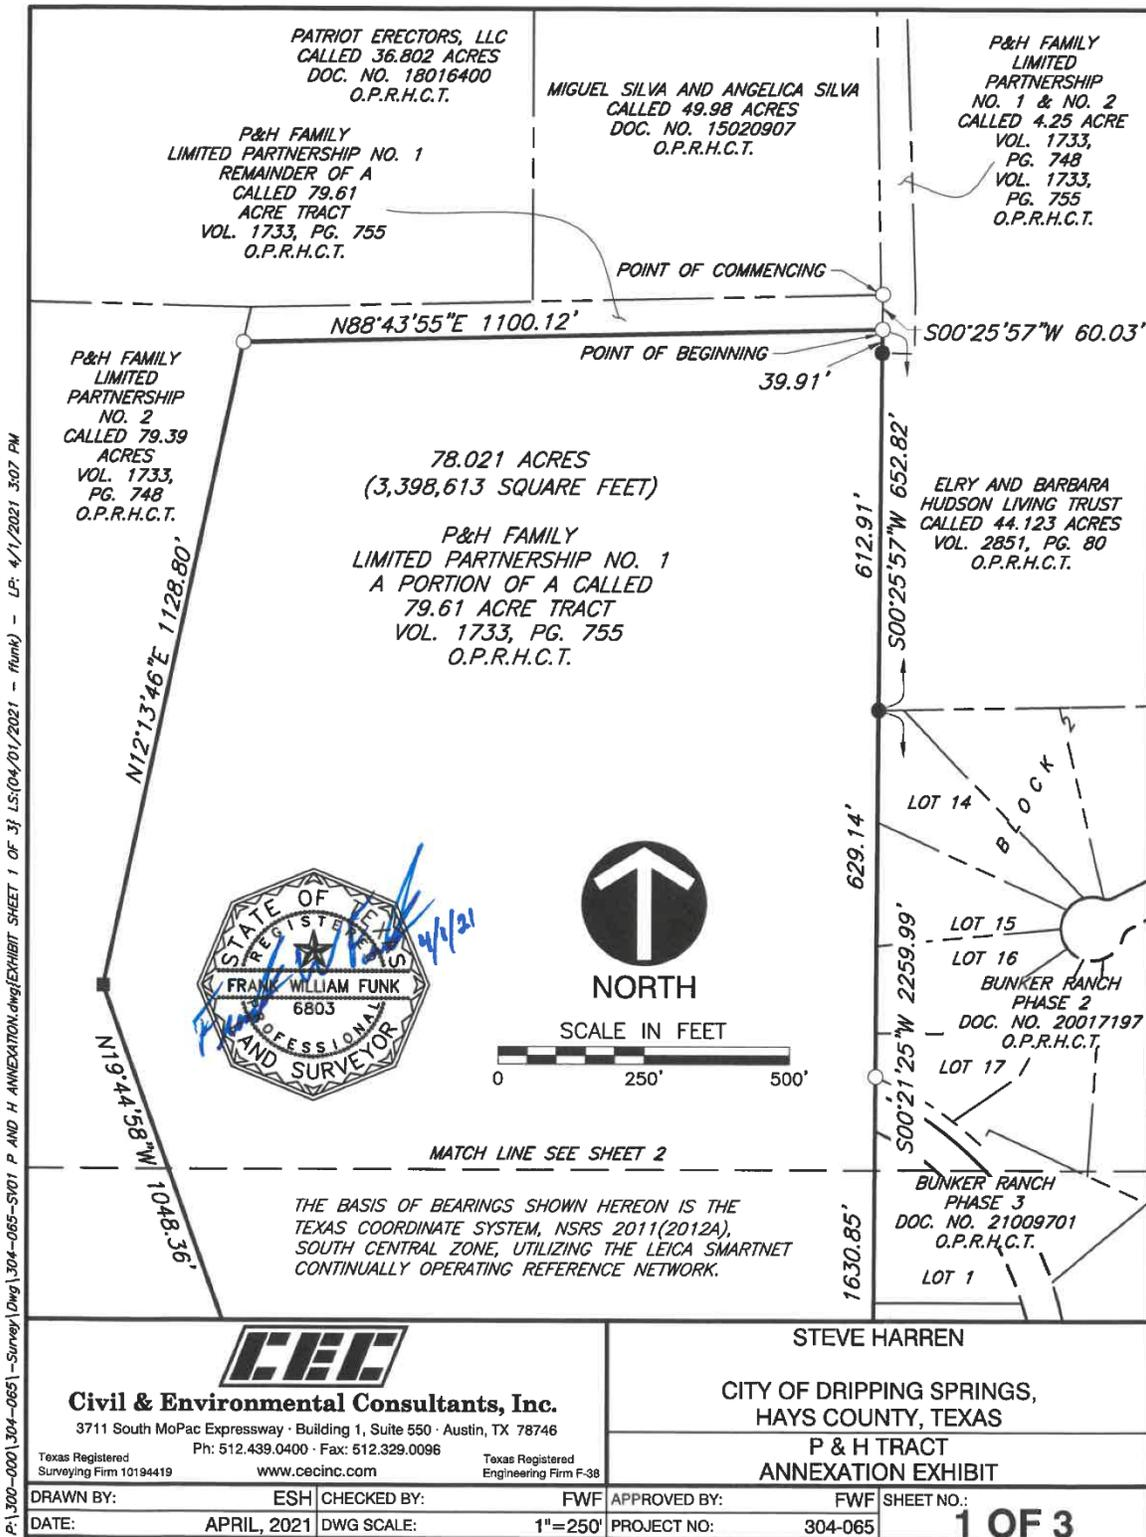 PATRIOT ERECTORS, LLC
CALLED 36.802 ACRES
DOC. NO. 18016400
O.P.R.H.C.T.
MIGUEL SILVA AND ANGELICA SILVA
CALLED 49.98 ACRES
DOC. NO. 15020907
O.P.R.H.C.T.
P&H FAMILY
LIMITED
PARTNERSHIP
NO. 1 & NO. 2
CALLED 4.25 ACRE
VOL. 1733,
PG. 748
VOL. 1733,
PG. 755
O.P.R.H.C.T.
P&H FAMILY
LIMITED PARTNERSHIP NO. 1
REMAINDER OF A
CALLED 79.61
ACRE TRACT
VOL. 1733, PG. 755
O.P.R.H.C.T.
POINT OF COMMENCING
N88°43'55"E 1100.12'
S00°25'57"W 60.03'
POINT OF BEGINNING
39.91'
P&H FAMILY
LIMITED
PARTNERSHIP
NO. 2
CALLED 79.39
ACRES
VOL. 1733,
PG. 748
O.P.R.H.C.T.
78.021 ACRES
(3,398,613 SQUARE FEET)
P&H FAMILY
LIMITED PARTNERSHIP NO. 1
A PORTION OF A CALLED
79.61 ACRE TRACT
VOL. 1733, PG. 755
O.P.R.H.C.T.
612.91'
S00°25'57"W 652.82'
ELRY AND BARBARA
HUDSON LIVING TRUST
CALLED 44.123 ACRES
VOL. 2851, PG. 80
O.P.R.H.C.T.
N12°13'46"E 1128.80'
BLOCK 2
LOT 14
629.14'
LOT 15
LOT 16
BUNKER RANCH
PHASE 2
DOC. NO. 20017197
O.P.R.H.C.T.
LOT 17
S00°21'25"W 2259.99'
STATE OF TEXAS
REGISTERED
FRANK WILLIAM FUNK
6803
PROFESSIONAL
LAND SURVEYOR
4/1/21
NORTH
SCALE IN FEET
0 250' 500'
N19°44'58"W 1048.36'
MATCH LINE SEE SHEET 2
THE BASIS OF BEARINGS SHOWN HEREON IS THE
TEXAS COORDINATE SYSTEM, NSRS 2011(2012A),
SOUTH CENTRAL ZONE, UTILIZING THE LEICA SMARTNET
CONTINUALLY OPERATING REFERENCE NETWORK.
1630.85'
BUNKER RANCH
PHASE 3
DOC. NO. 21009701
O.P.R.H.C.T.
LOT 1
P:\300-000\304-065\-Survey\Dwg\304-065-SV01 P AND H ANNEXATION.dwg{EXHIBIT SHEET 1 OF 3} LS:(04/01/2021 - ffunk) - LP: 4/1/2021 3:07 PM
CEC
Civil & Environmental Consultants, Inc.
3711 South MoPac Expressway · Building 1, Suite 550 · Austin, TX 78746
Ph: 512.439.0400 · Fax: 512.329.0096
Texas Registered
Surveying Firm 10194419
www.cecinc.com
Texas Registered
Engineering Firm F-38
STEVE HARREN
CITY OF DRIPPING SPRINGS,
HAYS COUNTY, TEXAS
P & H TRACT
ANNEXATION EXHIBIT
DRAWN BY: ESH CHECKED BY: FWF APPROVED BY: FWF SHEET NO.:
DATE: APRIL, 2021 DWG SCALE: 1"=250' PROJECT NO: 304-065 1 OF 3